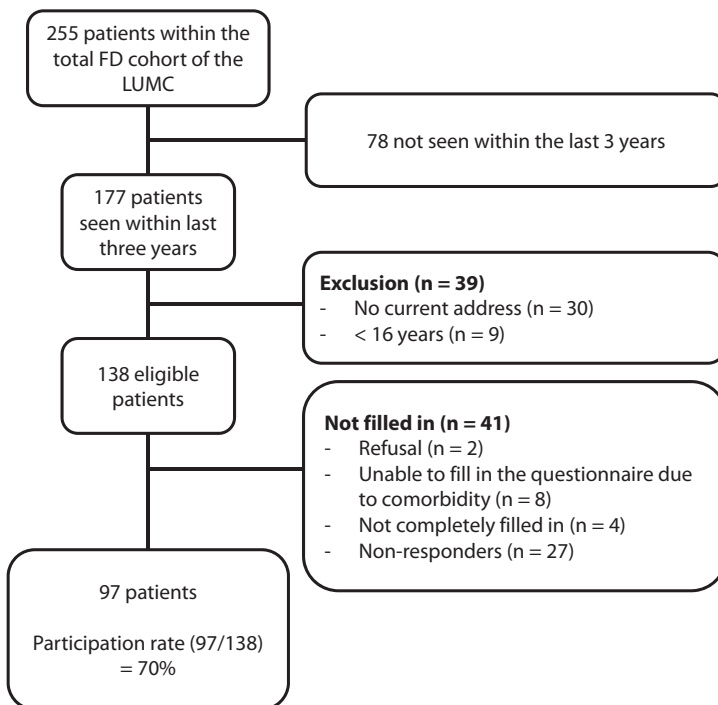 255 patients within the
total FD cohort of the
LUMC
78 not seen within the last 3 years
177 patients
seen within last
three years
Exclusion (n = 39)
- No current address (n = 30)
- < 16 years (n = 9)
138 eligible
patients
Not filled in (n = 41)
- Refusal (n = 2)
- Unable to fill in the questionnaire due
to comorbidity (n = 8)
- Not completely filled in (n = 4)
- Non-responders (n = 27)
97 patients
Participation rate (97/138)
= 70%